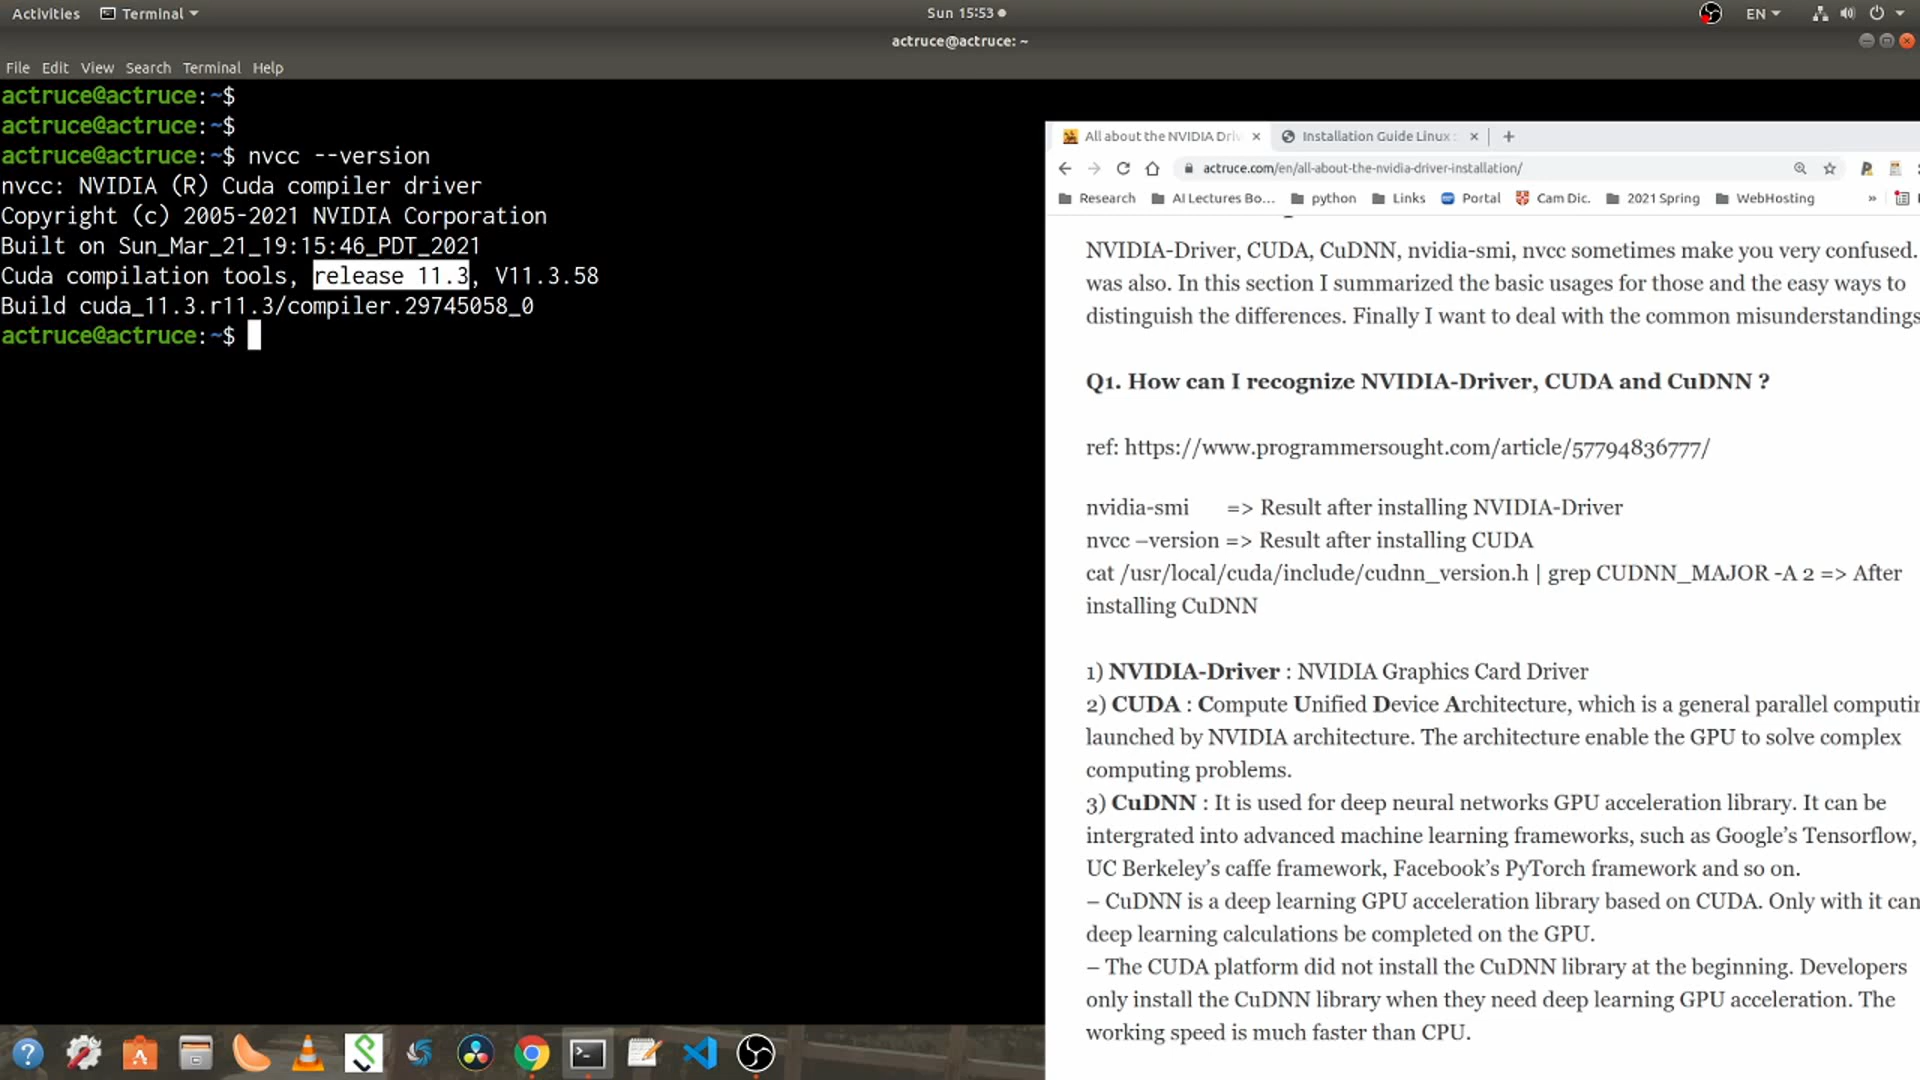 Activities Terminal Sun 15:53 EN
actruce@actruce: ~
File Edit View Search Terminal Help
actruce@actruce:~$
actruce@actruce:~$
actruce@actruce:~$ nvcc --version
nvcc: NVIDIA (R) Cuda compiler driver
Copyright (c) 2005-2021 NVIDIA Corporation
Built on Sun_Mar_21_19:15:46_PDT_2021
Cuda compilation tools, release 11.3, V11.3.58
Build cuda_11.3.r11.3/compiler.29745058_0
actruce@actruce:~$
All about the NVIDIA Driv Installation Guide Linux
actruce.com/en/all-about-the-nvidia-driver-installation/
Research AI Lectures Bo... python Links Portal Cam Dic. 2021 Spring WebHosting »
NVIDIA-Driver, CUDA, CuDNN, nvidia-smi, nvcc sometimes make you very confused.
was also. In this section I summarized the basic usages for those and the easy ways to
distinguish the differences. Finally I want to deal with the common misunderstandings
Q1. How can I recognize NVIDIA-Driver, CUDA and CuDNN ?
ref: https://www.programmersought.com/article/57794836777/
nvidia-smi => Result after installing NVIDIA-Driver
nvcc –version => Result after installing CUDA
cat /usr/local/cuda/include/cudnn_version.h | grep CUDNN_MAJOR -A 2 => After
installing CuDNN
1) NVIDIA-Driver : NVIDIA Graphics Card Driver
2) CUDA : Compute Unified Device Architecture, which is a general parallel computin
launched by NVIDIA architecture. The architecture enable the GPU to solve complex
computing problems.
3) CuDNN : It is used for deep neural networks GPU acceleration library. It can be
intergrated into advanced machine learning frameworks, such as Google’s Tensorflow,
UC Berkeley’s caffe framework, Facebook’s PyTorch framework and so on.
– CuDNN is a deep learning GPU acceleration library based on CUDA. Only with it can
deep learning calculations be completed on the GPU.
– The CUDA platform did not install the CuDNN library at the beginning. Developers
only install the CuDNN library when they need deep learning GPU acceleration. The
working speed is much faster than CPU.